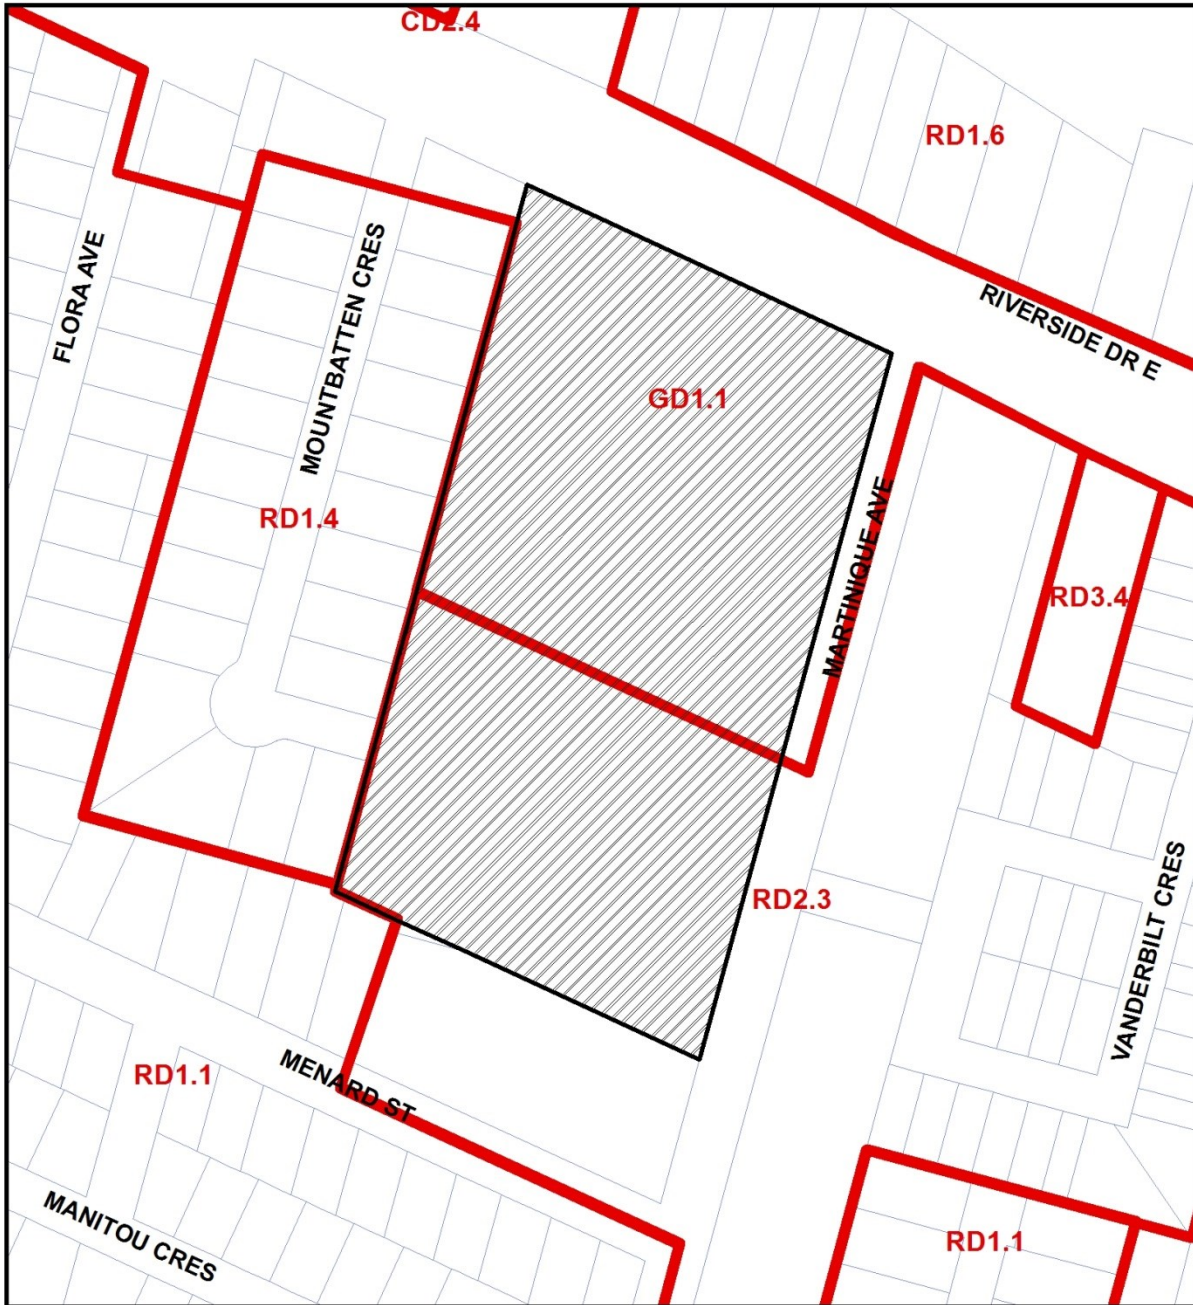 CD2.4
RD1.6
FLORA AVE
MOUNTBATTEN CRES
RIVERSIDE DR E
GD1.1
RD1.4
MARTINIQUE AVE
RD3.4
RD2.3
VANDERBILT CRES
RD1.1
MENARD ST
MANITOU CRES
RD1.1